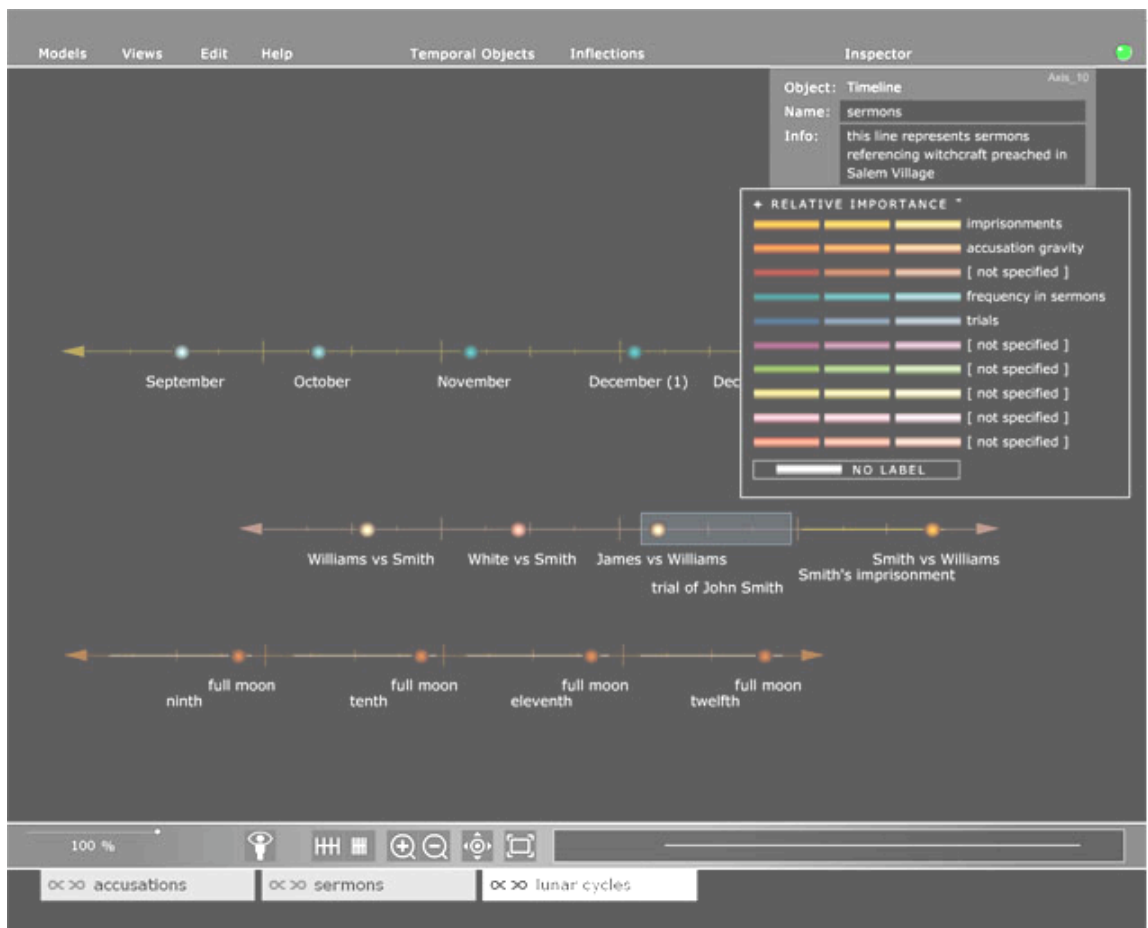 Models Views Edit Help Temporal Objects Inflections Inspector
Axis_10
Object: Timeline
Name: sermons
Info: this line represents sermons
referencing witchcraft preached in
Salem Village
+ RELATIVE IMPORTANCE
imprisonments
accusation gravity
[ not specified ]
frequency in sermons
trials
[ not specified ]
[ not specified ]
[ not specified ]
[ not specified ]
[ not specified ]
NO LABEL
September October November December (1) Dec
Williams vs Smith White vs Smith James vs Williams Smith vs Williams
Smith's imprisonment
trial of John Smith
full moon full moon full moon full moon
ninth tenth eleventh twelfth
100 %
accusations sermons lunar cycles